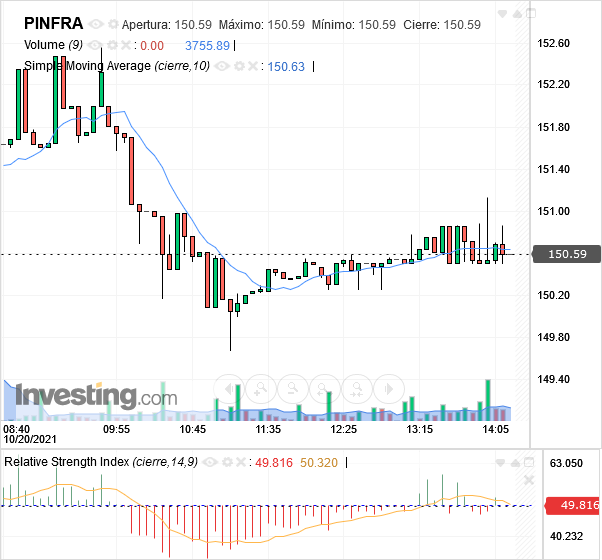 PINFRA Apertura: 150.59 Máximo: 150.59 Mínimo: 150.59 Cierre: 150.59
Volume (9) : 0.00 3755.89
Simple Moving Average (cierre,10) : 150.63
152.60
152.20
151.80
151.40
151.00
150.59
150.20
149.80
149.40
Investing.com
08:40 09:55 10:45 11:35 12:25 13:15 14:05
10/20/2021
Relative Strength Index (cierre,14,9) : 49.816 50.320
63.050
49.816
40.232